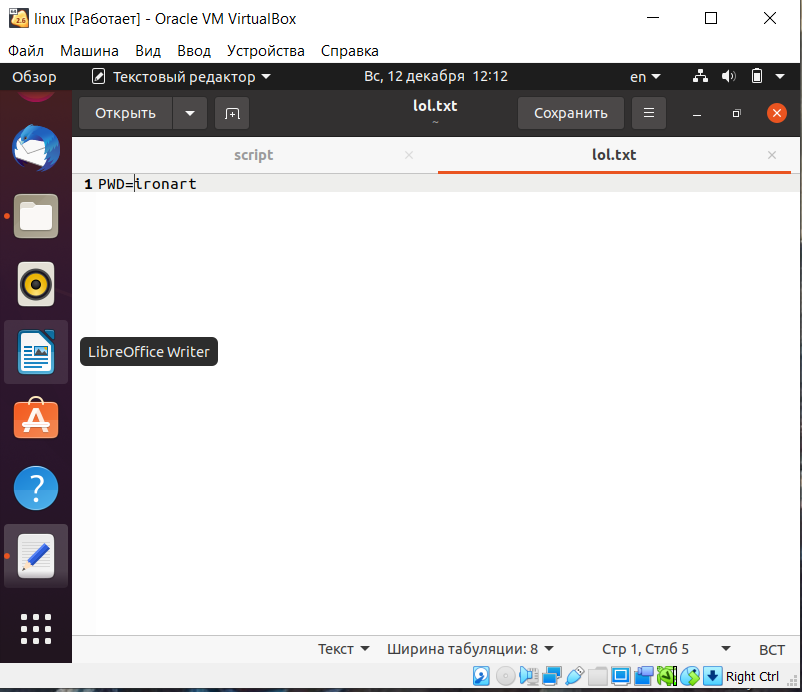 linux [Работает] - Oracle VM VirtualBox
Файл Машина Вид Ввод Устройства Справка
Обзор Текстовый редактор Вс, 12 декабря 12:12 en
Открыть lol.txt Сохранить
~
script lol.txt
1 PWD=ironart
LibreOffice Writer
Текст Ширина табуляции: 8 Стр 1, Стлб 5 ВСТ
Right Ctrl